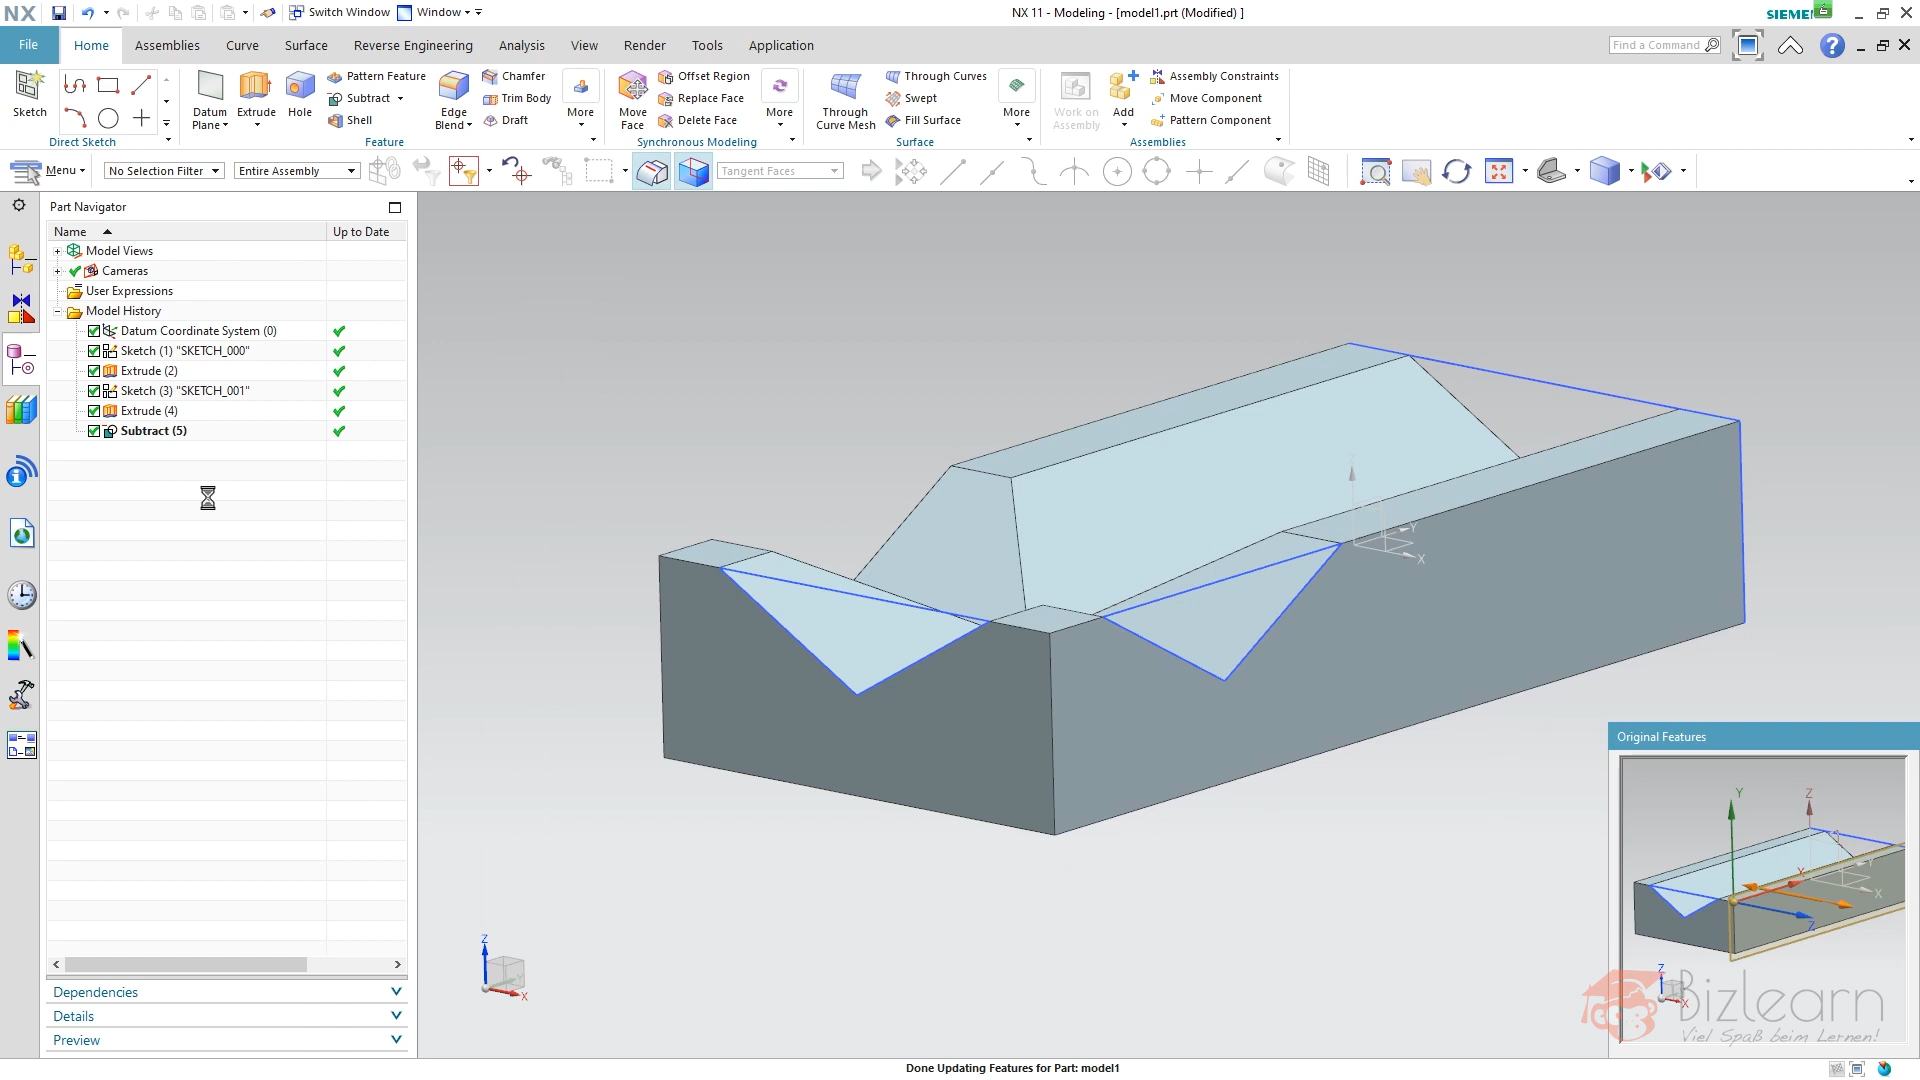 NX
Switch Window
Window
NX 11 - Modeling - [model1.prt (Modified) ]
File
Home
Assemblies
Curve
Surface
Reverse Engineering
Analysis
View
Render
Tools
Application
Find a Command
Sketch
Direct Sketch
Datum Plane
Extrude
Hole
Pattern Feature
Subtract
Shell
Edge Blend
Chamfer
Trim Body
Draft
More
Feature
Move Face
Offset Region
Replace Face
Delete Face
More
Synchronous Modeling
Through Curve Mesh
Through Curves
Swept
Fill Surface
More
Surface
Work on Assembly
Add
Assembly Constraints
Move Component
Pattern Component
Assemblies
Menu
No Selection Filter
Entire Assembly
Tangent Faces
Part Navigator
Name
Up to Date
Model Views
Cameras
User Expressions
Model History
Datum Coordinate System (0)
Sketch (1) "SKETCH_000"
Extrude (2)
Sketch (3) "SKETCH_001"
Extrude (4)
Subtract (5)
Dependencies
Details
Preview
Z
Y
X
Z
X
Original Features
Y
Z
X
Y
X
Z
Z
X
Bizlearn
Viel Spaß beim Lernen!
Done Updating Features for Part: model1